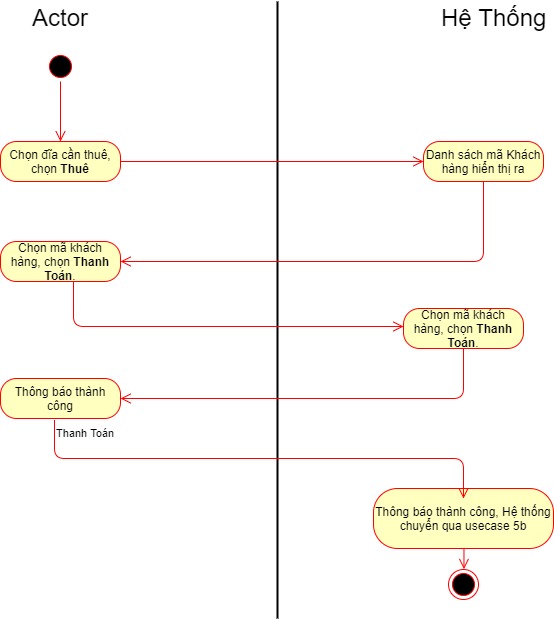 Actor
Hệ Thống
Chọn đĩa cần thuê,
chọn Thuê
Danh sách mã Khách
hàng hiển thị ra
Chọn mã khách
hàng, chọn Thanh
Toán.
Chọn mã khách
hàng, chọn Thanh
Toán.
Thông báo thành
công
Thanh Toán
Thông báo thành công, Hệ thống
chuyển qua usecase 5b